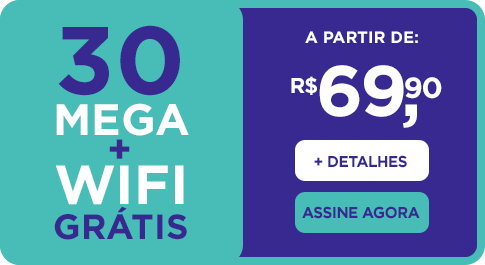 30
MEGA
+
WIFI
GRÁTIS
A PARTIR DE:
R$69,90
+ DETALHES
ASSINE AGORA